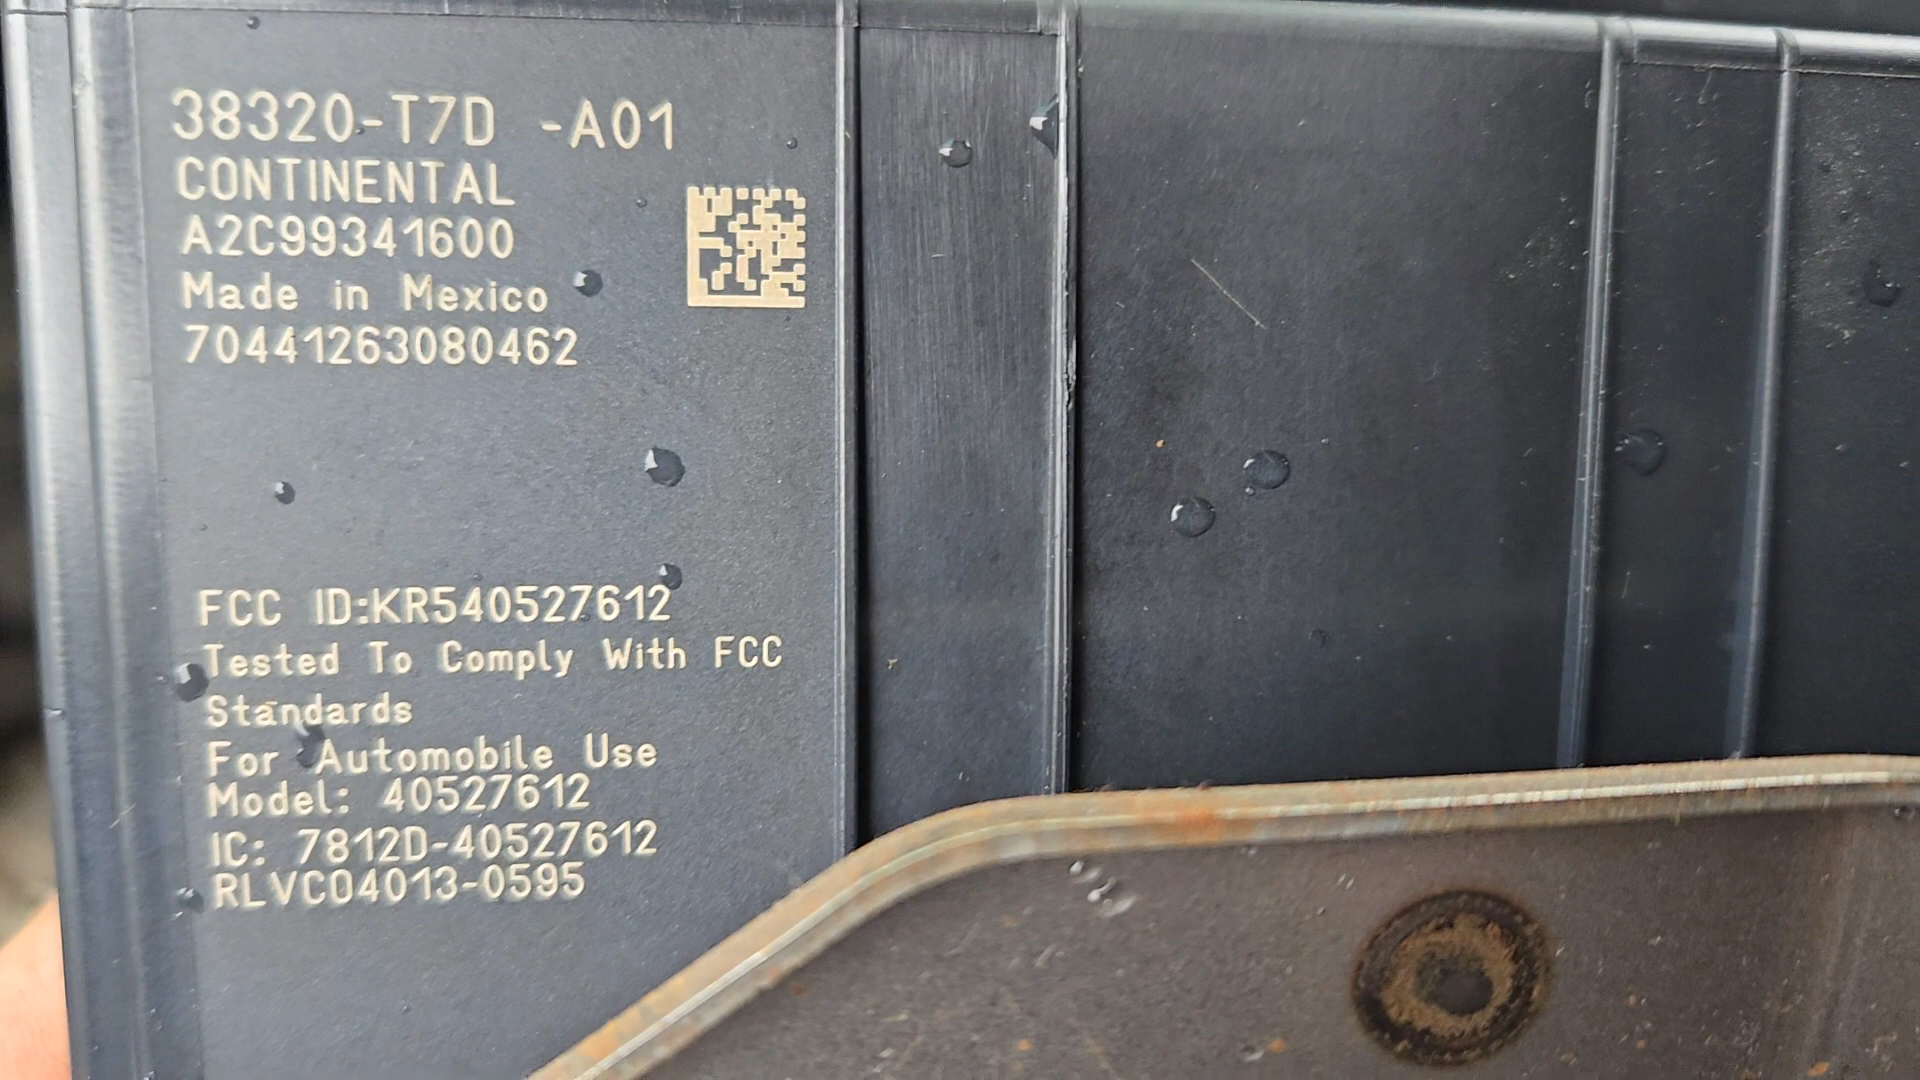 38320-T7D -A01
CONTINENTAL
A2C99341600
Made in Mexico
70441263080462
FCC ID:KR540527612
Tested To Comply With FCC
Standards
For Automobile Use
Model: 40527612
IC: 7812D-40527612
RLVCO4013-0595